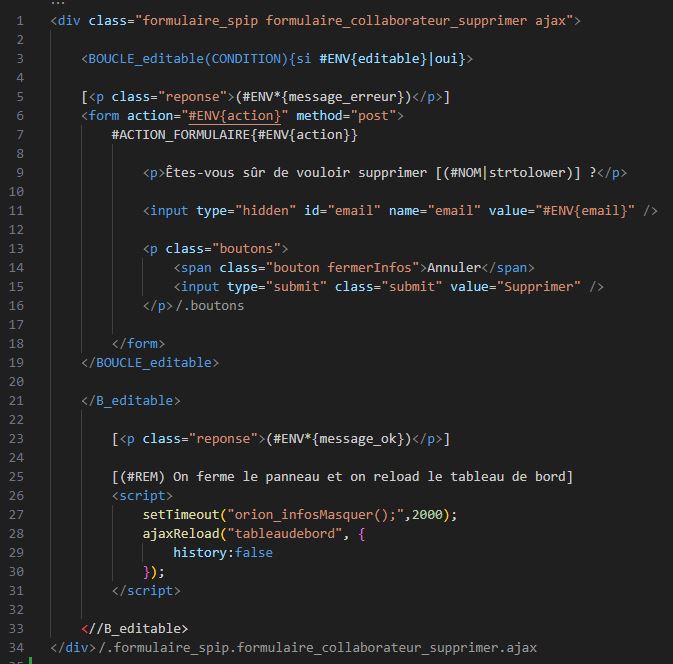 ...
1 <div class="formulaire_spip formulaire_collaborateur_supprimer ajax">
2
3 <BOUCLE_editable(CONDITION){si #ENV{editable}|oui}>
4
5 [<p class="reponse">(#ENV*{message_erreur})</p>]
6 <form action="#ENV{action}" method="post">
7 #ACTION_FORMULAIRE{#ENV{action}}
8
9 <p>Êtes-vous sûr de vouloir supprimer [(#NOM|strtolower)] ?</p>
10
11 <input type="hidden" id="email" name="email" value="#ENV{email}" />
12
13 <p class="boutons">
14 <span class="bouton fermerInfos">Annuler</span>
15 <input type="submit" class="submit" value="Supprimer" />
16 </p>/.boutons
17
18 </form>
19 </BOUCLE_editable>
20
21 </B_editable>
22
23 [<p class="reponse">(#ENV*{message_ok})</p>]
24
25 [(#REM) On ferme le panneau et on reload le tableau de bord]
26 <script>
27 setTimeout("orion_infosMasquer();",2000);
28 ajaxReload("tableaudebord", {
29 history:false
30 });
31 </script>
32
33 <//B_editable>
34 </div>/.formulaire_spip.formulaire_collaborateur_supprimer.ajax
35